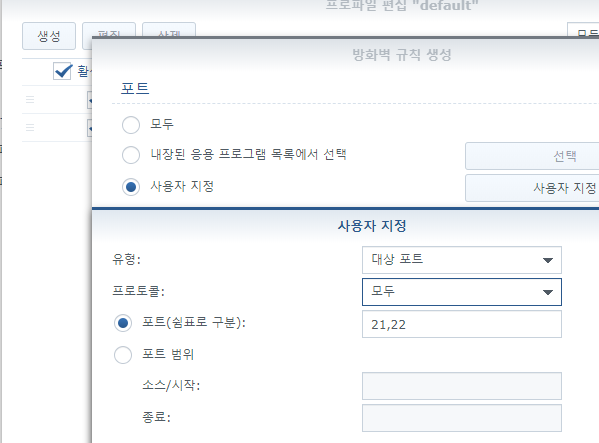 프로파일 편집 "default"
생성 편집 삭제 모두
방화벽 규칙 생성
활성
포트
모두
내장된 응용 프로그램 목록에서 선택 선택
사용자 지정 사용자 지정
사용자 지정
유형: 대상 포트
프로토콜: 모두
포트(쉼표로 구분): 21,22
포트 범위
소스/시작:
종료: